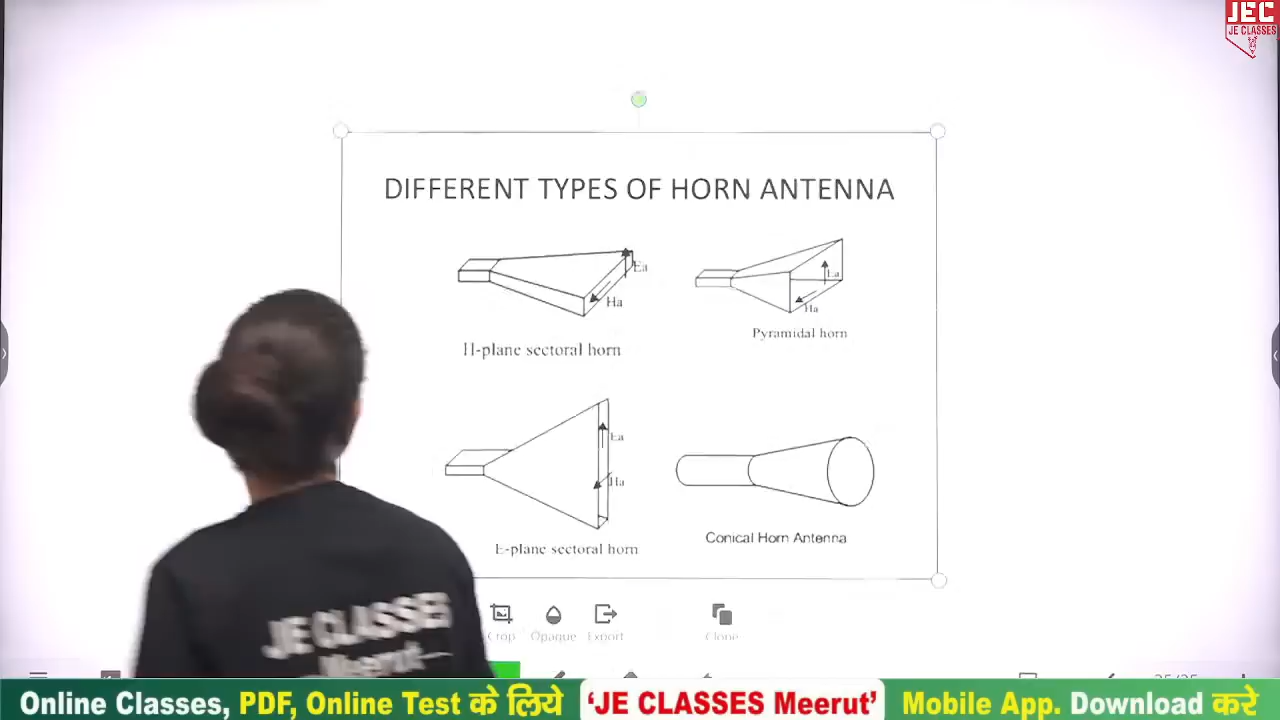 JEC
JE CLASSES
DIFFERENT TYPES OF HORN ANTENNA
Ea
Ha
H-plane sectoral horn
Ea
Ha
Pyramidal horn
Ea
Ha
E-plane sectoral horn
Conical Horn Antenna
Crop
Opaque
Export
Clone
JE CLASSES
Meerut
Online Classes, PDF, Online Test के लिये 'JE CLASSES Meerut' Mobile App. Download करे